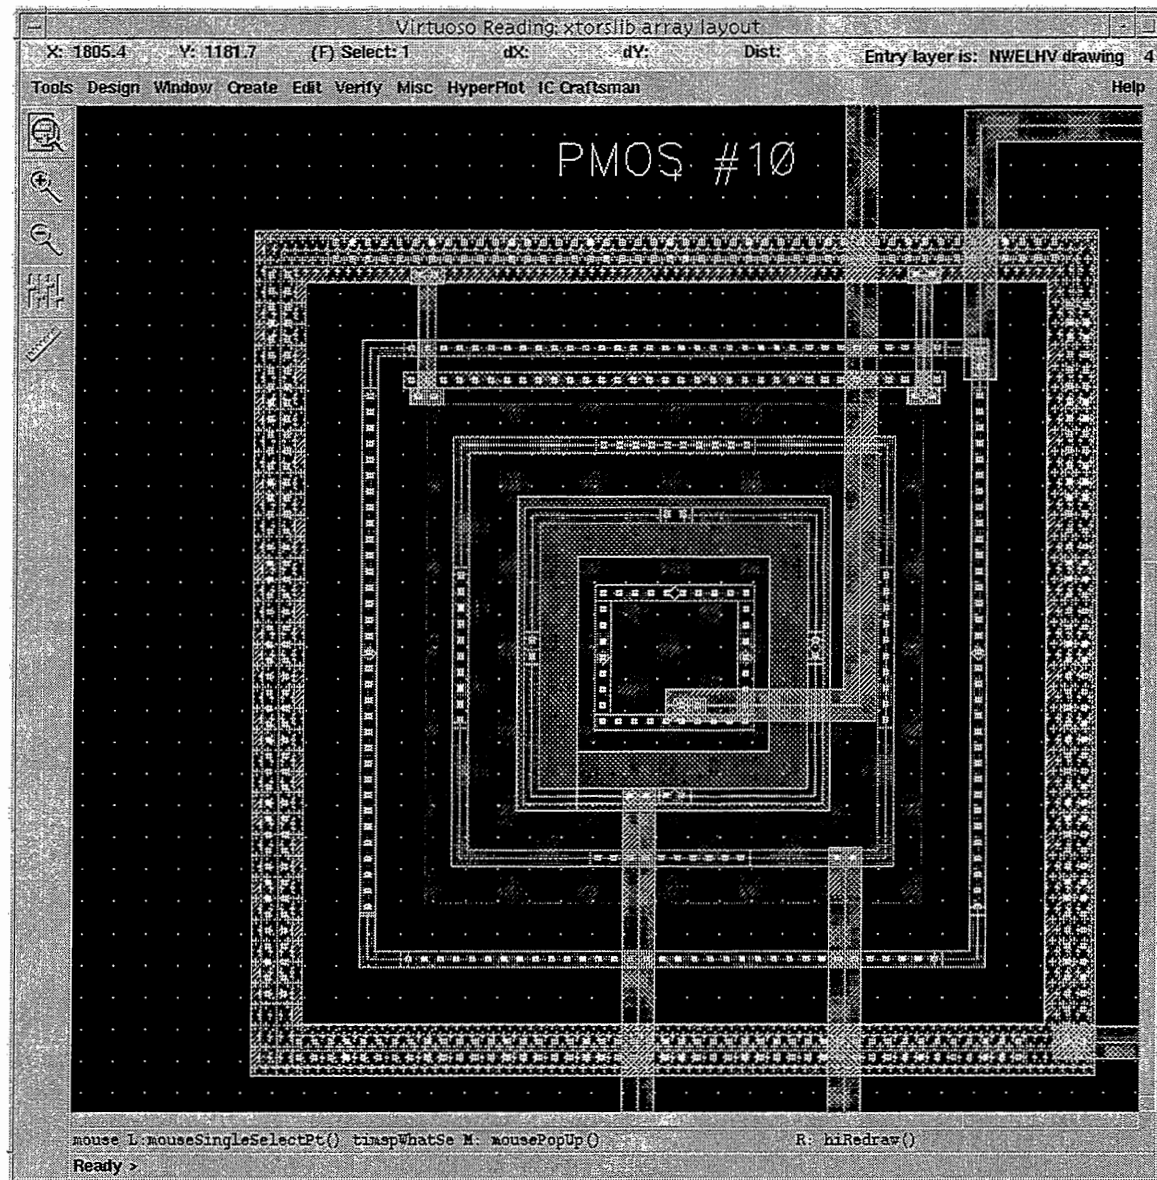 Virtuoso Reading: xtorslib array layout
X: 1805.4 Y: 1181.7 (F) Select: 1 dX: dY: Dist: Entry layer is: NWELHV drawing 4
Tools Design Window Create Edit Verify Misc HyperPlot IC Craftsman Help
PMOS #10
mouse L: mouseSingleSelectPt() timspWhatSe M: mousePopUp() R: hiRedraw()
Ready >